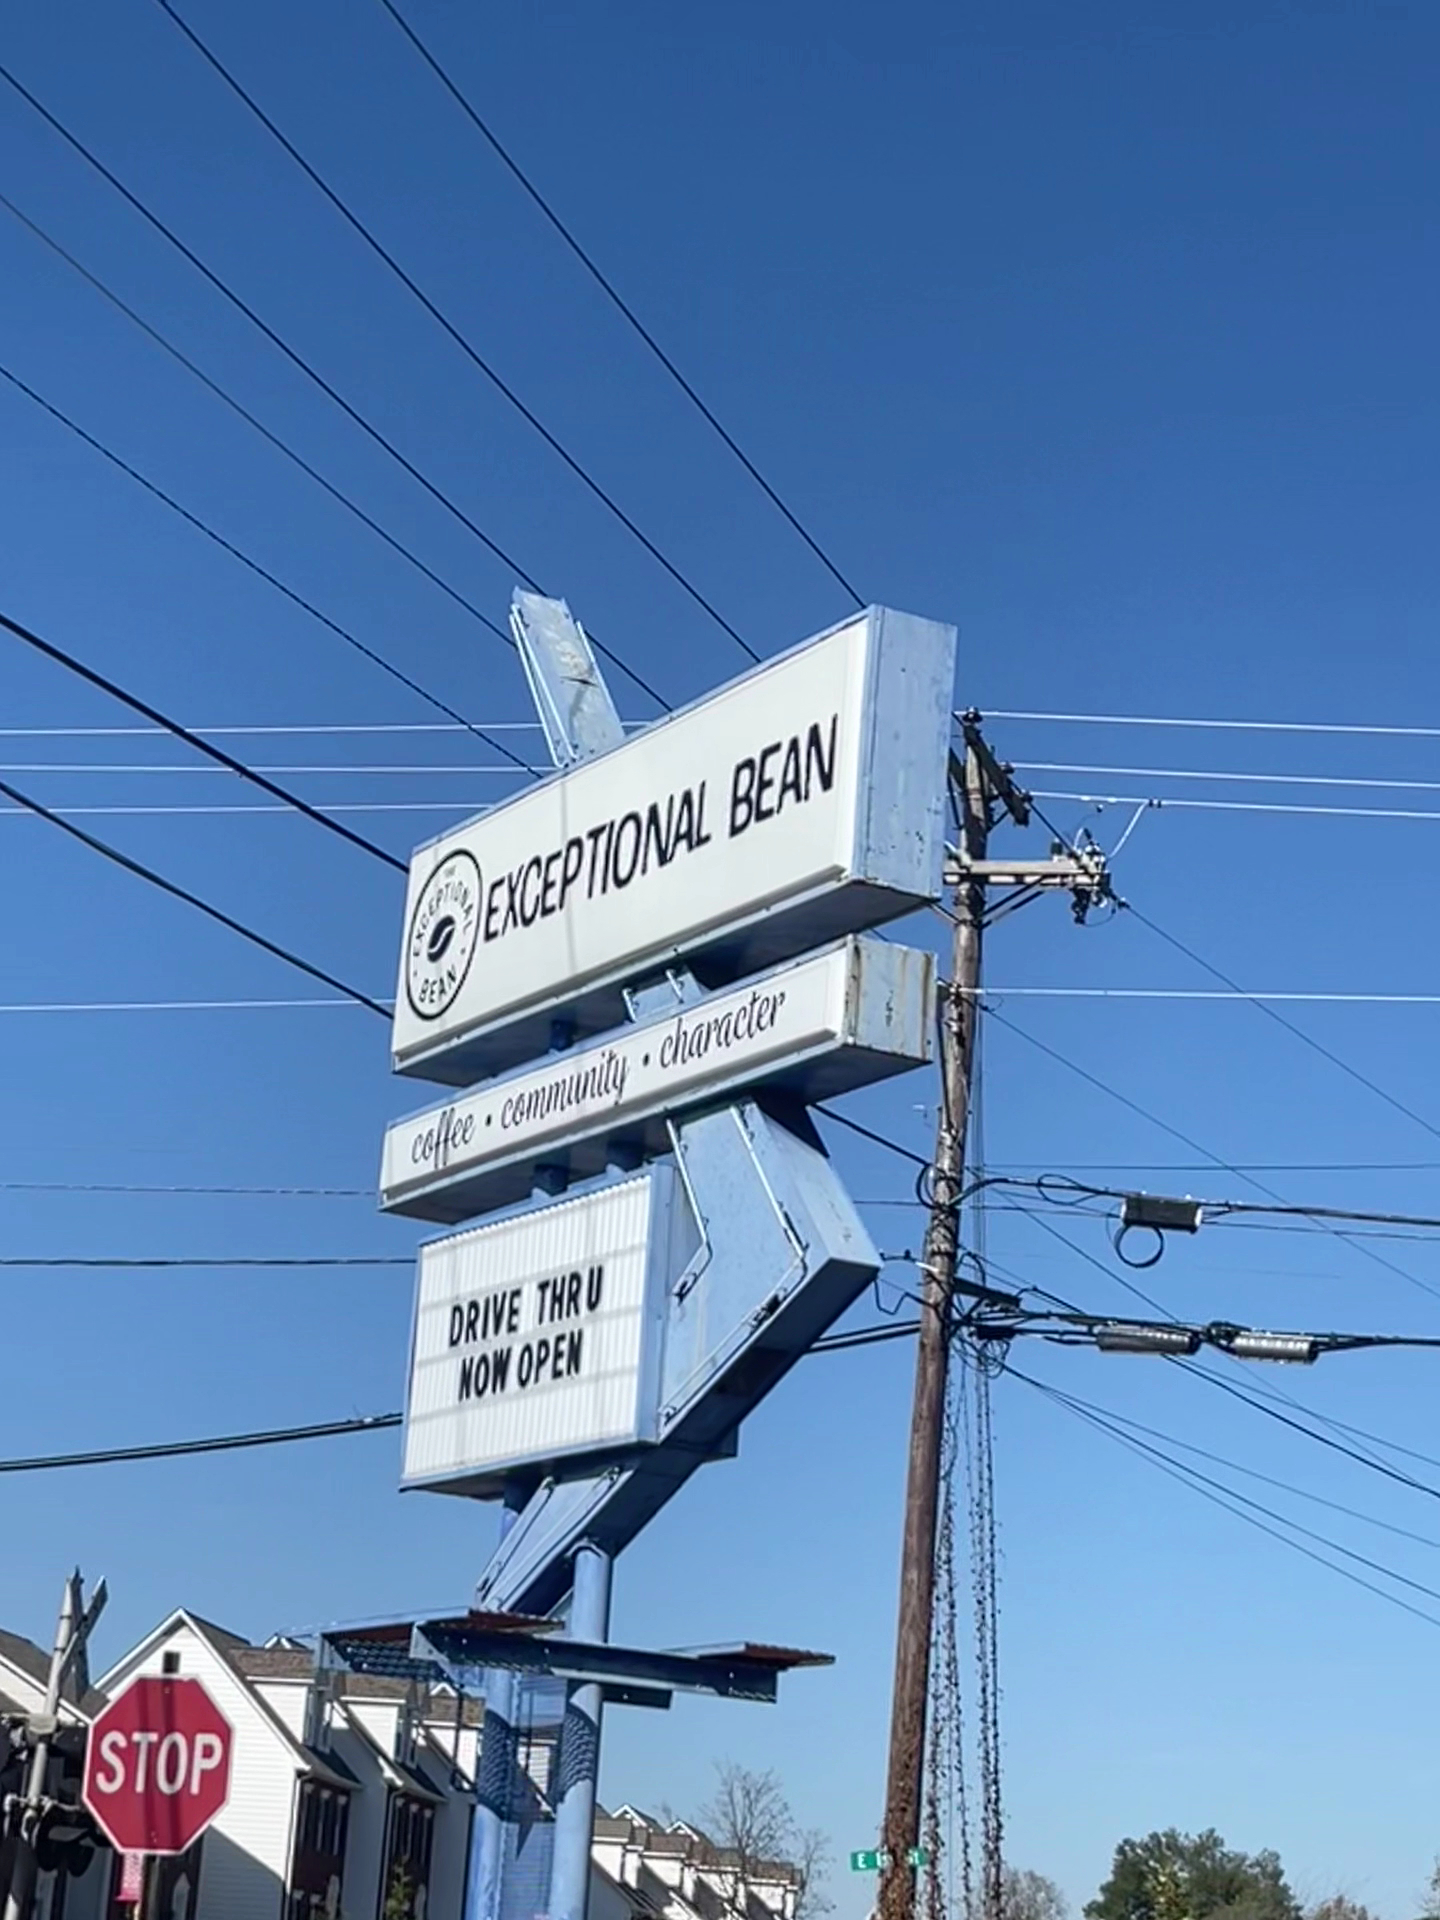 THE
EXCEPTIONAL
BEAN
EXCEPTIONAL BEAN
coffee • community • character
DRIVE THRU
NOW OPEN
STOP
E